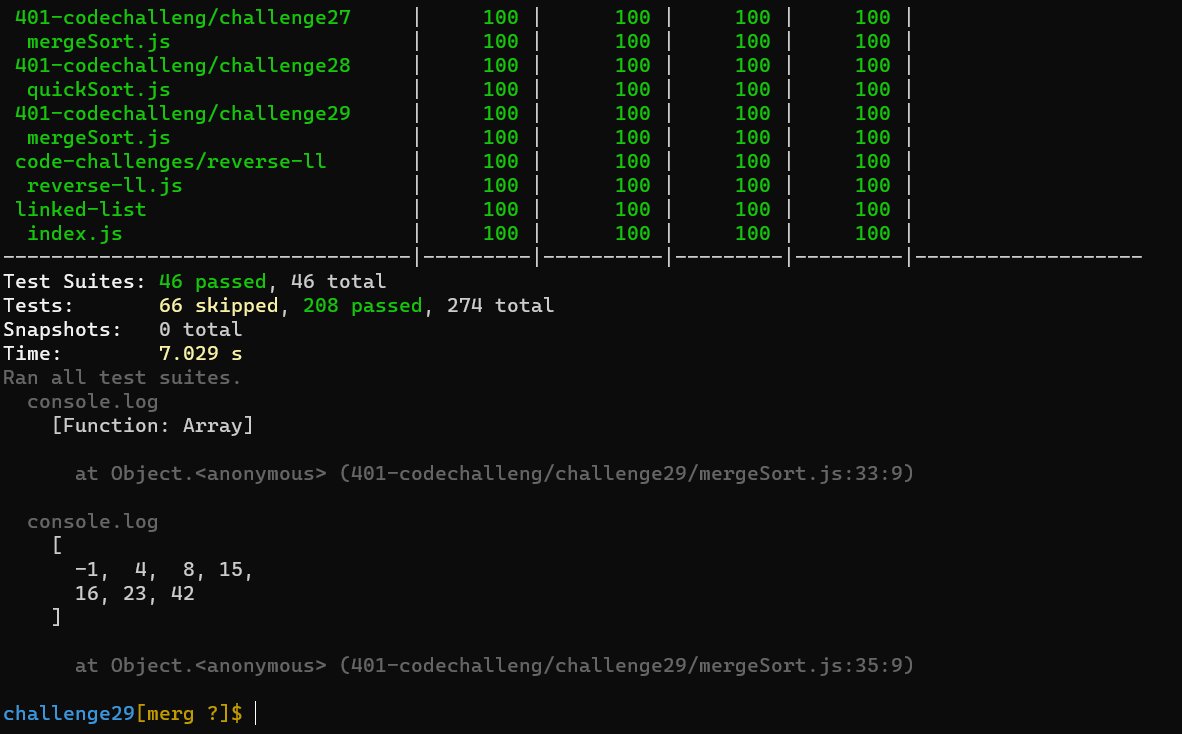 401-codechalleng/challenge27 | 100 | 100 | 100 | 100 |
mergeSort.js | 100 | 100 | 100 | 100 |
401-codechalleng/challenge28 | 100 | 100 | 100 | 100 |
quickSort.js | 100 | 100 | 100 | 100 |
401-codechalleng/challenge29 | 100 | 100 | 100 | 100 |
mergeSort.js | 100 | 100 | 100 | 100 |
code-challenges/reverse-ll | 100 | 100 | 100 | 100 |
reverse-ll.js | 100 | 100 | 100 | 100 |
linked-list | 100 | 100 | 100 | 100 |
index.js | 100 | 100 | 100 | 100 |
----------------------------------|---------|----------|---------|---------|-------------------
Test Suites: 46 passed, 46 total
Tests: 66 skipped, 208 passed, 274 total
Snapshots: 0 total
Time: 7.029 s
Ran all test suites.
console.log
[Function: Array]
at Object.<anonymous> (401-codechalleng/challenge29/mergeSort.js:33:9)
console.log
[
-1, 4, 8, 15,
16, 23, 42
]
at Object.<anonymous> (401-codechalleng/challenge29/mergeSort.js:35:9)
challenge29[merg ?]$